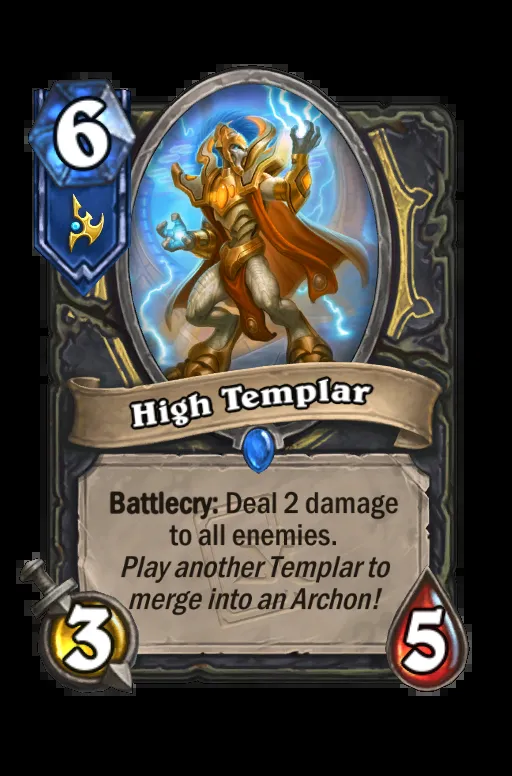 6
High Templar
Battlecry: Deal 2 damage
to all enemies.
Play another Templar to
merge into an Archon!
3
5